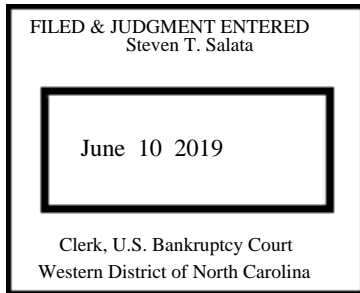 FILED & JUDGMENT ENTERED
Steven T. Salata
June 10 2019
Clerk, U.S. Bankruptcy Court
Western District of North Carolina